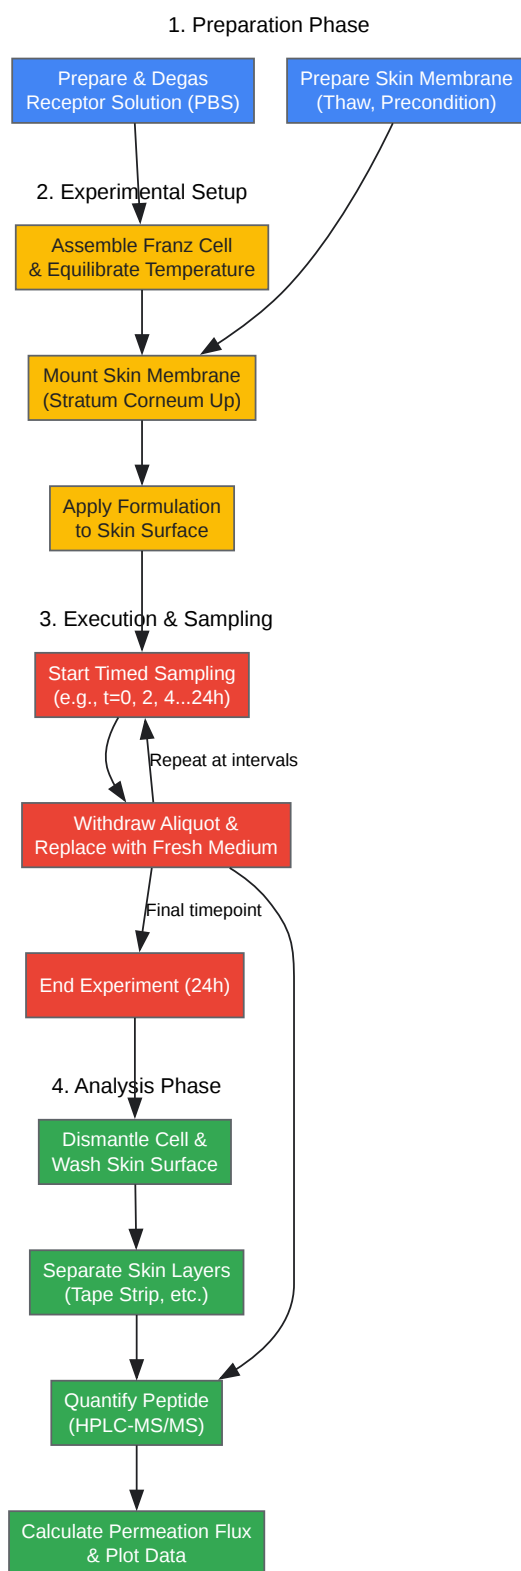 1. Preparation Phase
Prepare & Degas
Receptor Solution (PBS)
Prepare Skin Membrane
(Thaw, Precondition)
2. Experimental Setup
Assemble Franz Cell
& Equilibrate Temperature
Mount Skin Membrane
(Stratum Corneum Up)
Apply Formulation
to Skin Surface
3. Execution & Sampling
Start Timed Sampling
(e.g., t=0, 2, 4...24h)
Repeat at intervals
Withdraw Aliquot &
Replace with Fresh Medium
Final timepoint
End Experiment (24h)
4. Analysis Phase
Dismantle Cell &
Wash Skin Surface
Separate Skin Layers
(Tape Strip, etc.)
Quantify Peptide
(HPLC-MS/MS)
Calculate Permeation Flux
& Plot Data